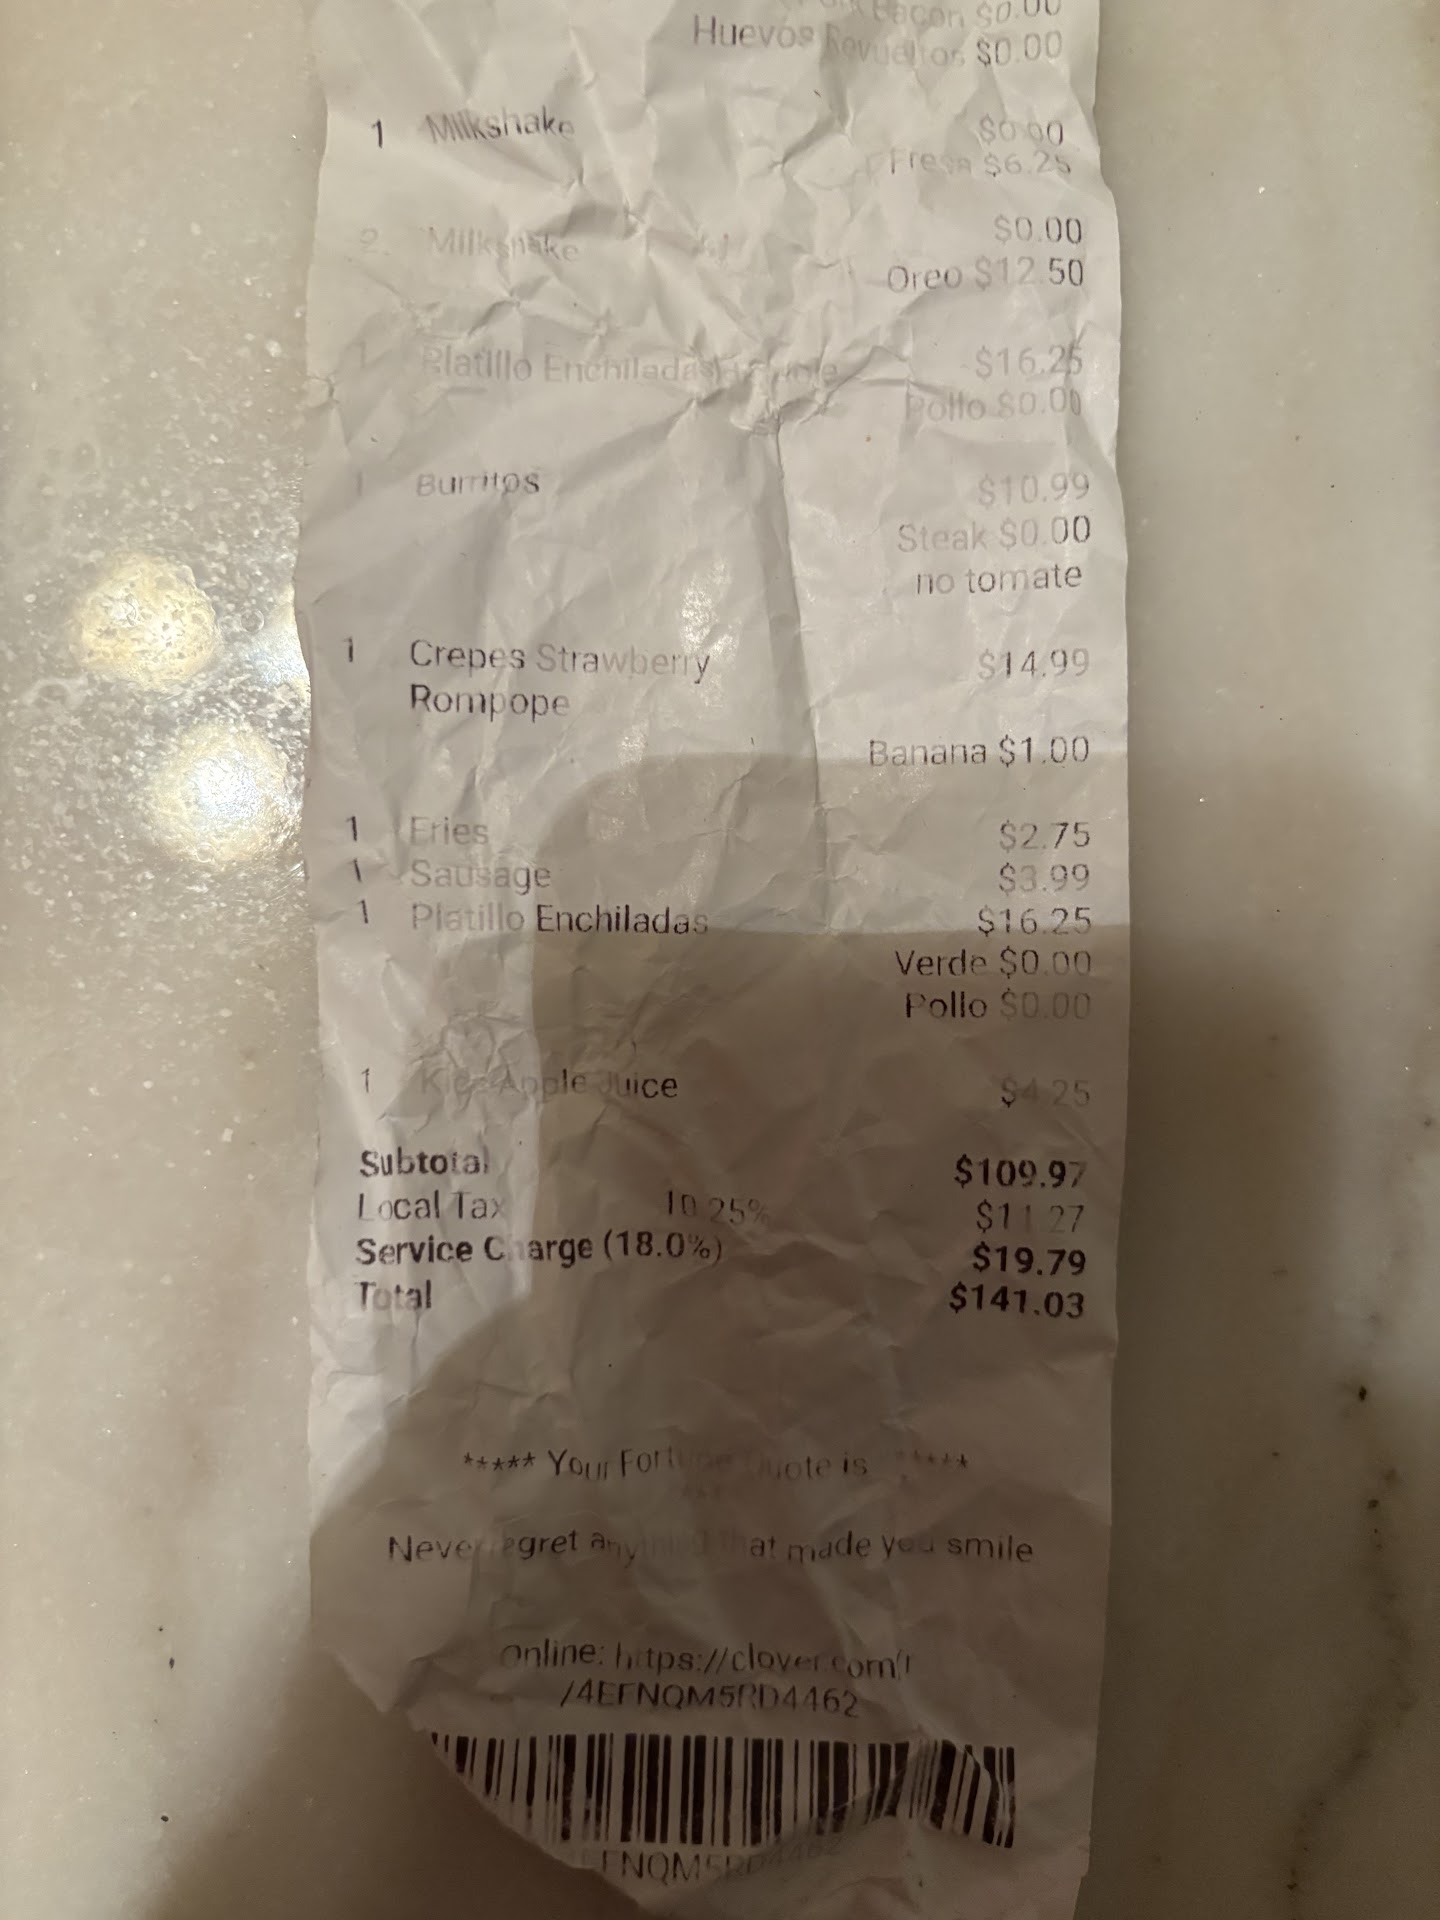 Bacon $0.00
Huevos Revueltos $0.00
1 Milkshake $0.00
Fresa $6.25
2 Milkshake $0.00
Oreo $12.50
1 Platillo Enchiladas $16.25
Pollo $0.00
1 Burritos $10.99
Steak $0.00
no tomate
1 Crepes Strawberry $14.99
Rompope
Banana $1.00
1 Fries $2.75
1 Sausage $3.99
1 Platillo Enchiladas $16.25
Verde $0.00
Pollo $0.00
1 Apple Juice $4.25
Subtotal $109.97
Local Tax 10.25% $11.27
Service Charge (18.0%) $19.79
Total $141.03
***** Your Fortune Quote is *****
Never regret anything that made you smile
Online: https://clover.com/r
/4EFNQM5RD4462
FNQM5RD4462